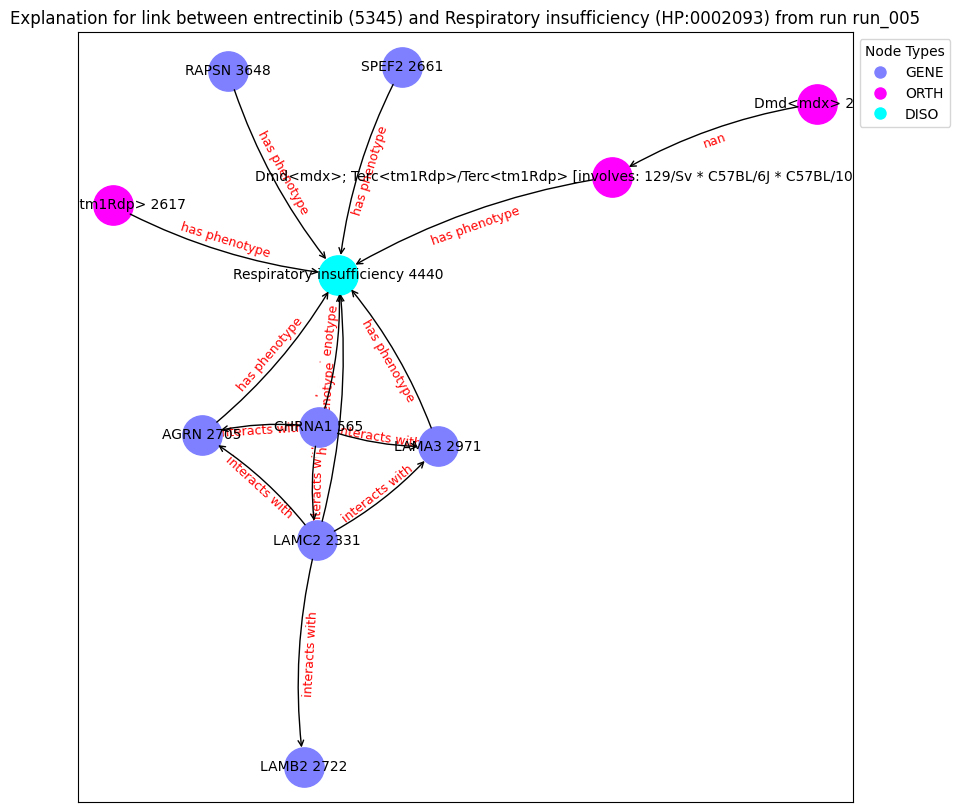 Explanation for link between entrectinib (5345) and Respiratory insufficiency (HP:0002093) from run run_005
Node Types
GENE
ORTH
DISO
RAPSN 3648
SPEF2 2661
Dmd<mdx> 2
nan
has phenotype
has phenotype
Dmd<mdx>; Terc<tm1Rdp>/Terc<tm1Rdp> [involves: 129/Sv * C57BL/6J * C57BL/10
tm1Rdp> 2617
has phenotype
has phenotype
Respiratory insufficiency 4440
has phenotype
enotype
has phenotype
AGRN 2705
interacts with
CHRNA1 565
interacts with
LAMA3 2971
interacts with
interacts with
interacts with
LAMC2 2331
interacts with
LAMB2 2722